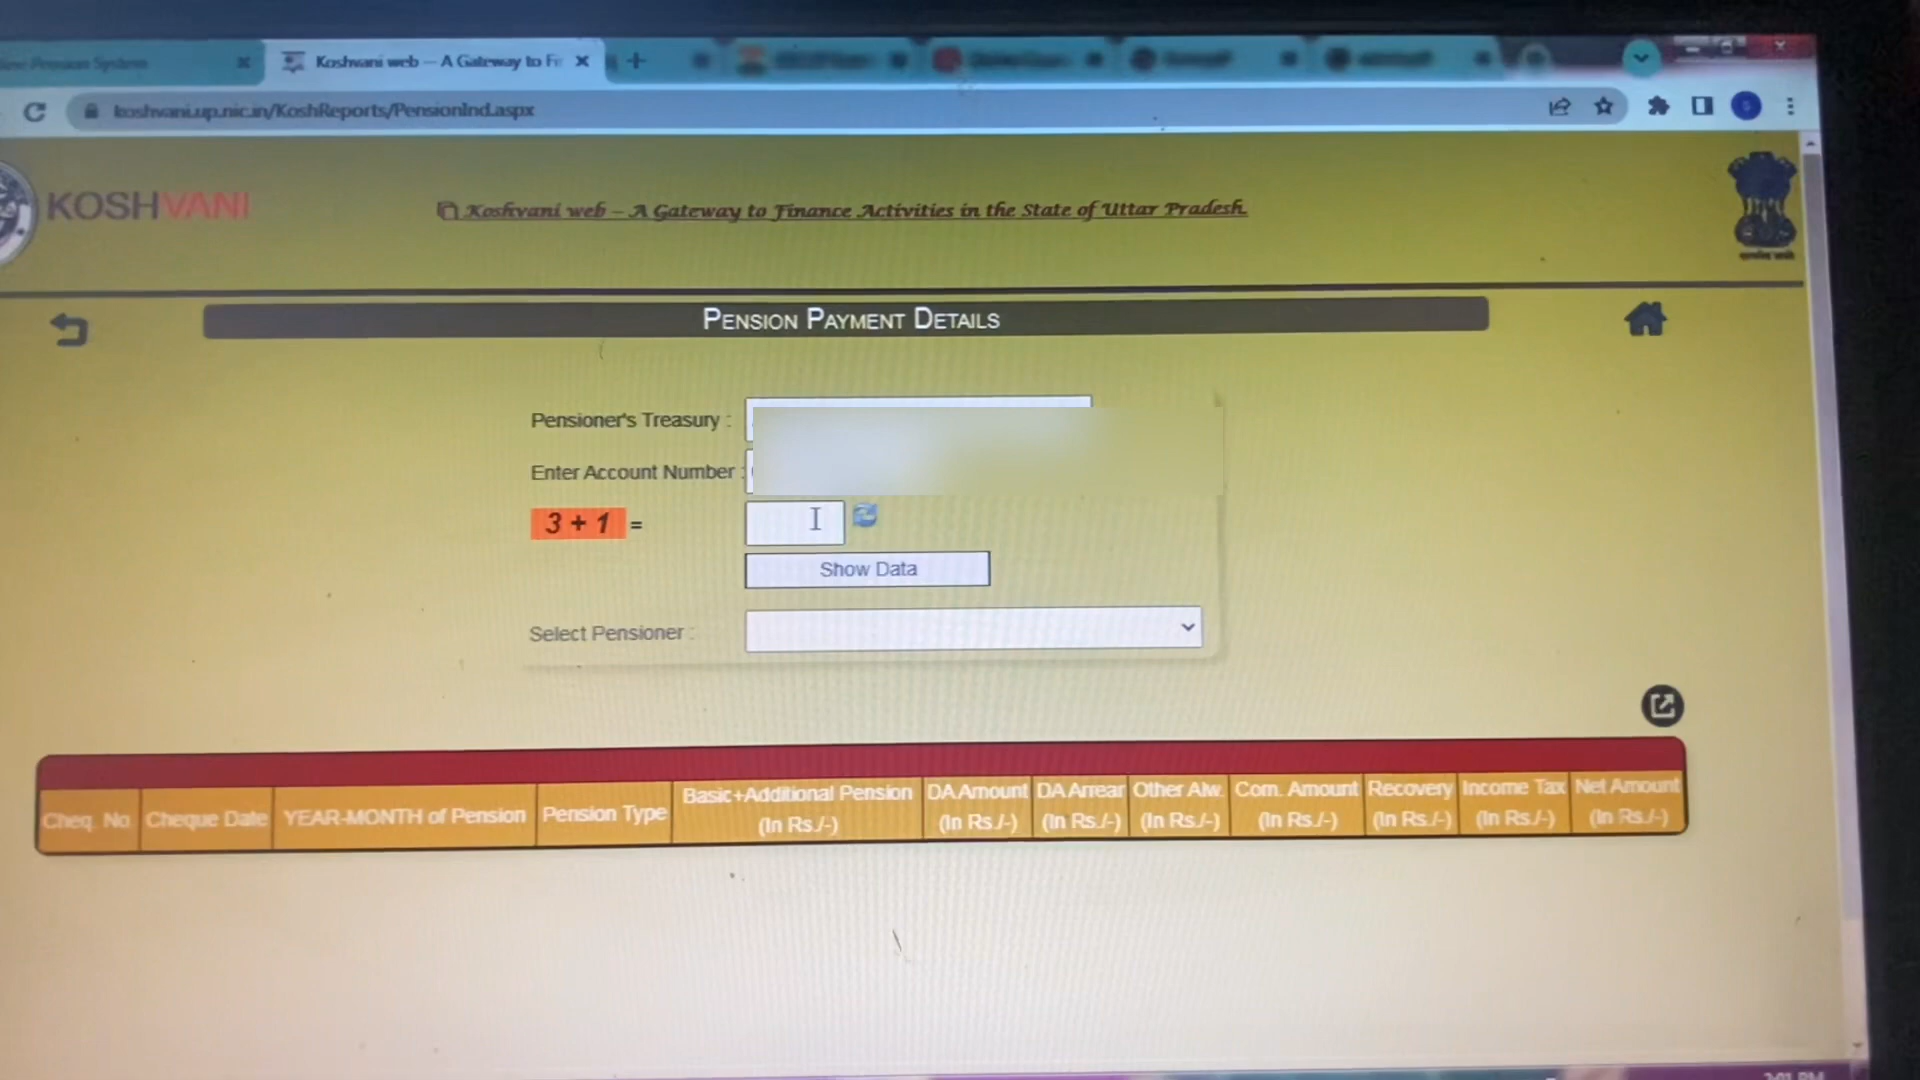 Koshvani web – A Gateway to Fi
koshvani.up.nic.in/KoshReports/PensionInd.aspx
KOSHVANI
Koshvani web – A Gateway to Finance Activities in the State of Uttar Pradesh.
PENSION PAYMENT DETAILS
Pensioner's Treasury :
Enter Account Number :
3 + 1 =
Show Data
Select Pensioner :
Cheq. No. Cheque Date YEAR-MONTH of Pension Pension Type Basic+Additional Pension (In Rs./-) DA Amount (In Rs./-) DA Arrear (In Rs./-) Other Alw. (In Rs./-) Com. Amount (In Rs./-) Recovery (In Rs./-) Income Tax (In Rs./-) Net Amount (In Rs./-)